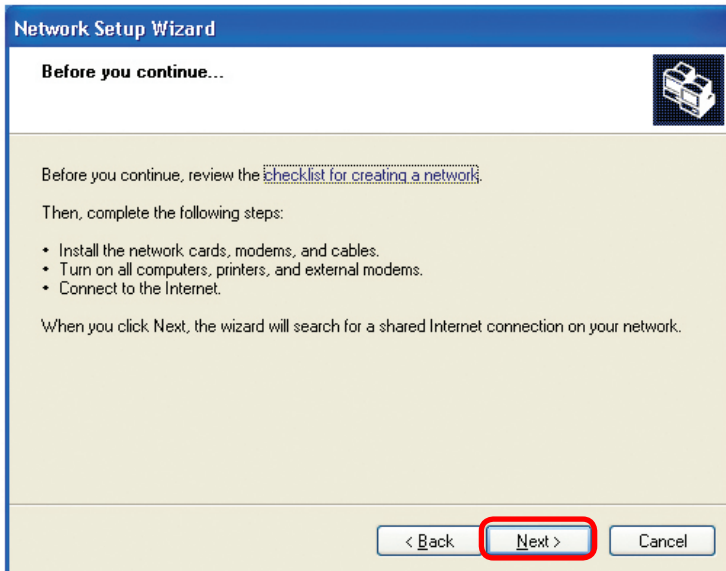 Network Setup Wizard
Before you continue...
Before you continue, review the checklist for creating a network.
Then, complete the following steps:
• Install the network cards, modems, and cables.
• Turn on all computers, printers, and external modems.
• Connect to the Internet.
When you click Next, the wizard will search for a shared Internet connection on your network.
< Back Next > Cancel